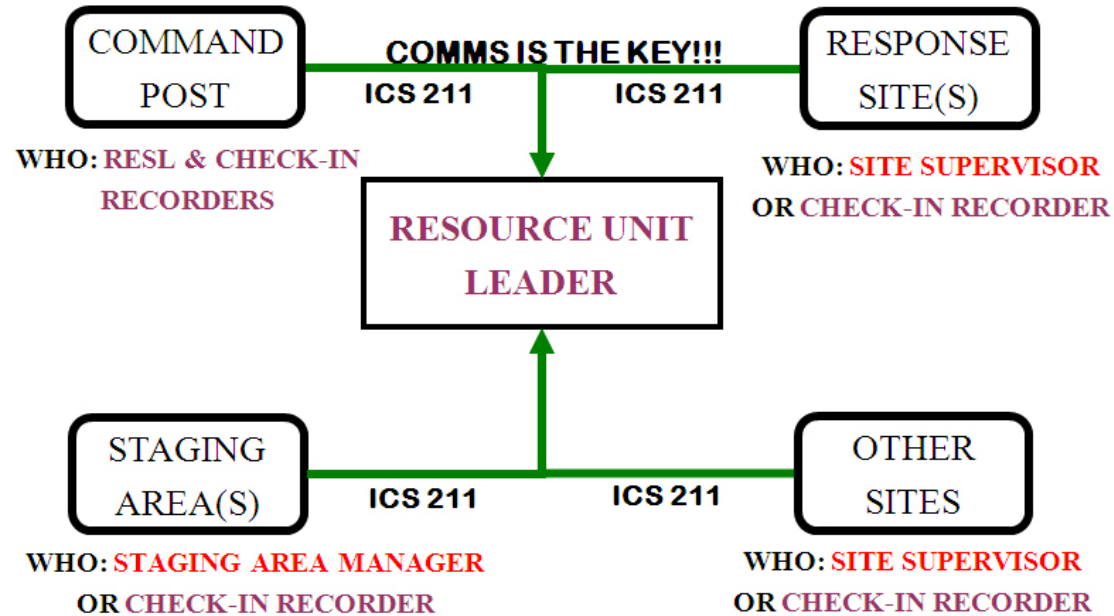 COMMAND
POST
COMMS IS THE KEY!!!
RESPONSE
SITE(S)
ICS 211
ICS 211
WHO: RESL & CHECK-IN
RECORDERS
WHO: SITE SUPERVISOR
OR CHECK-IN RECORDER
RESOURCE UNIT
LEADER
STAGING
AREA(S)
OTHER
SITES
ICS 211
ICS 211
WHO: STAGING AREA MANAGER
OR CHECK-IN RECORDER
WHO: SITE SUPERVISOR
OR CHECK-IN RECORDER